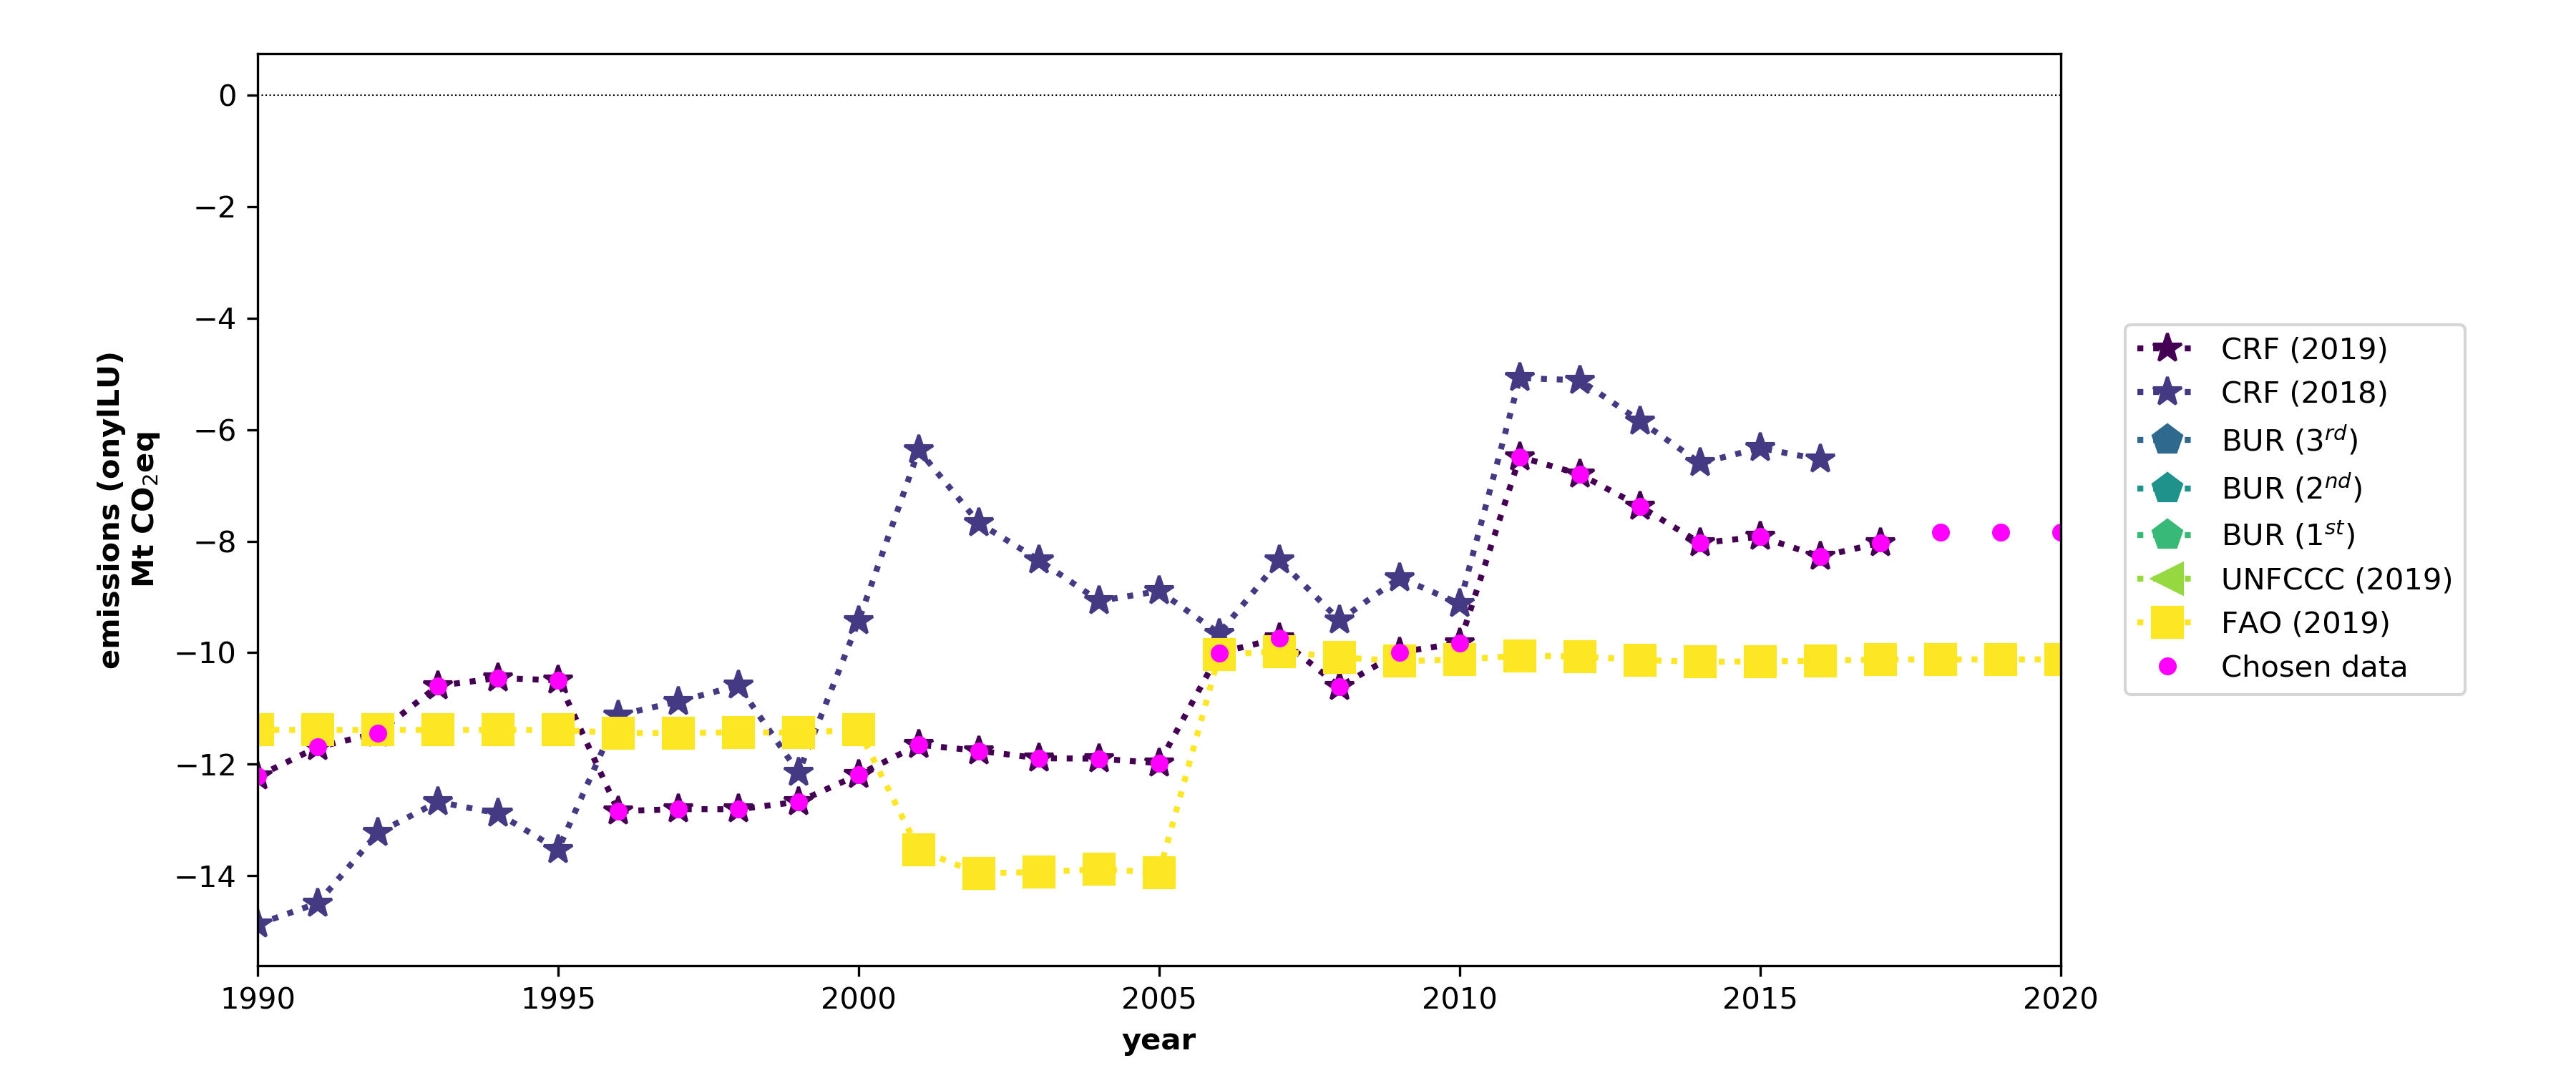 emissions (onylLU)
Mt CO₂eq
0
−2
−4
−6
−8
−10
−12
−14
1990 1995 2000 2005 2010 2015 2020
year
CRF (2019)
CRF (2018)
BUR (3rd)
BUR (2nd)
BUR (1st)
UNFCCC (2019)
FAO (2019)
Chosen data